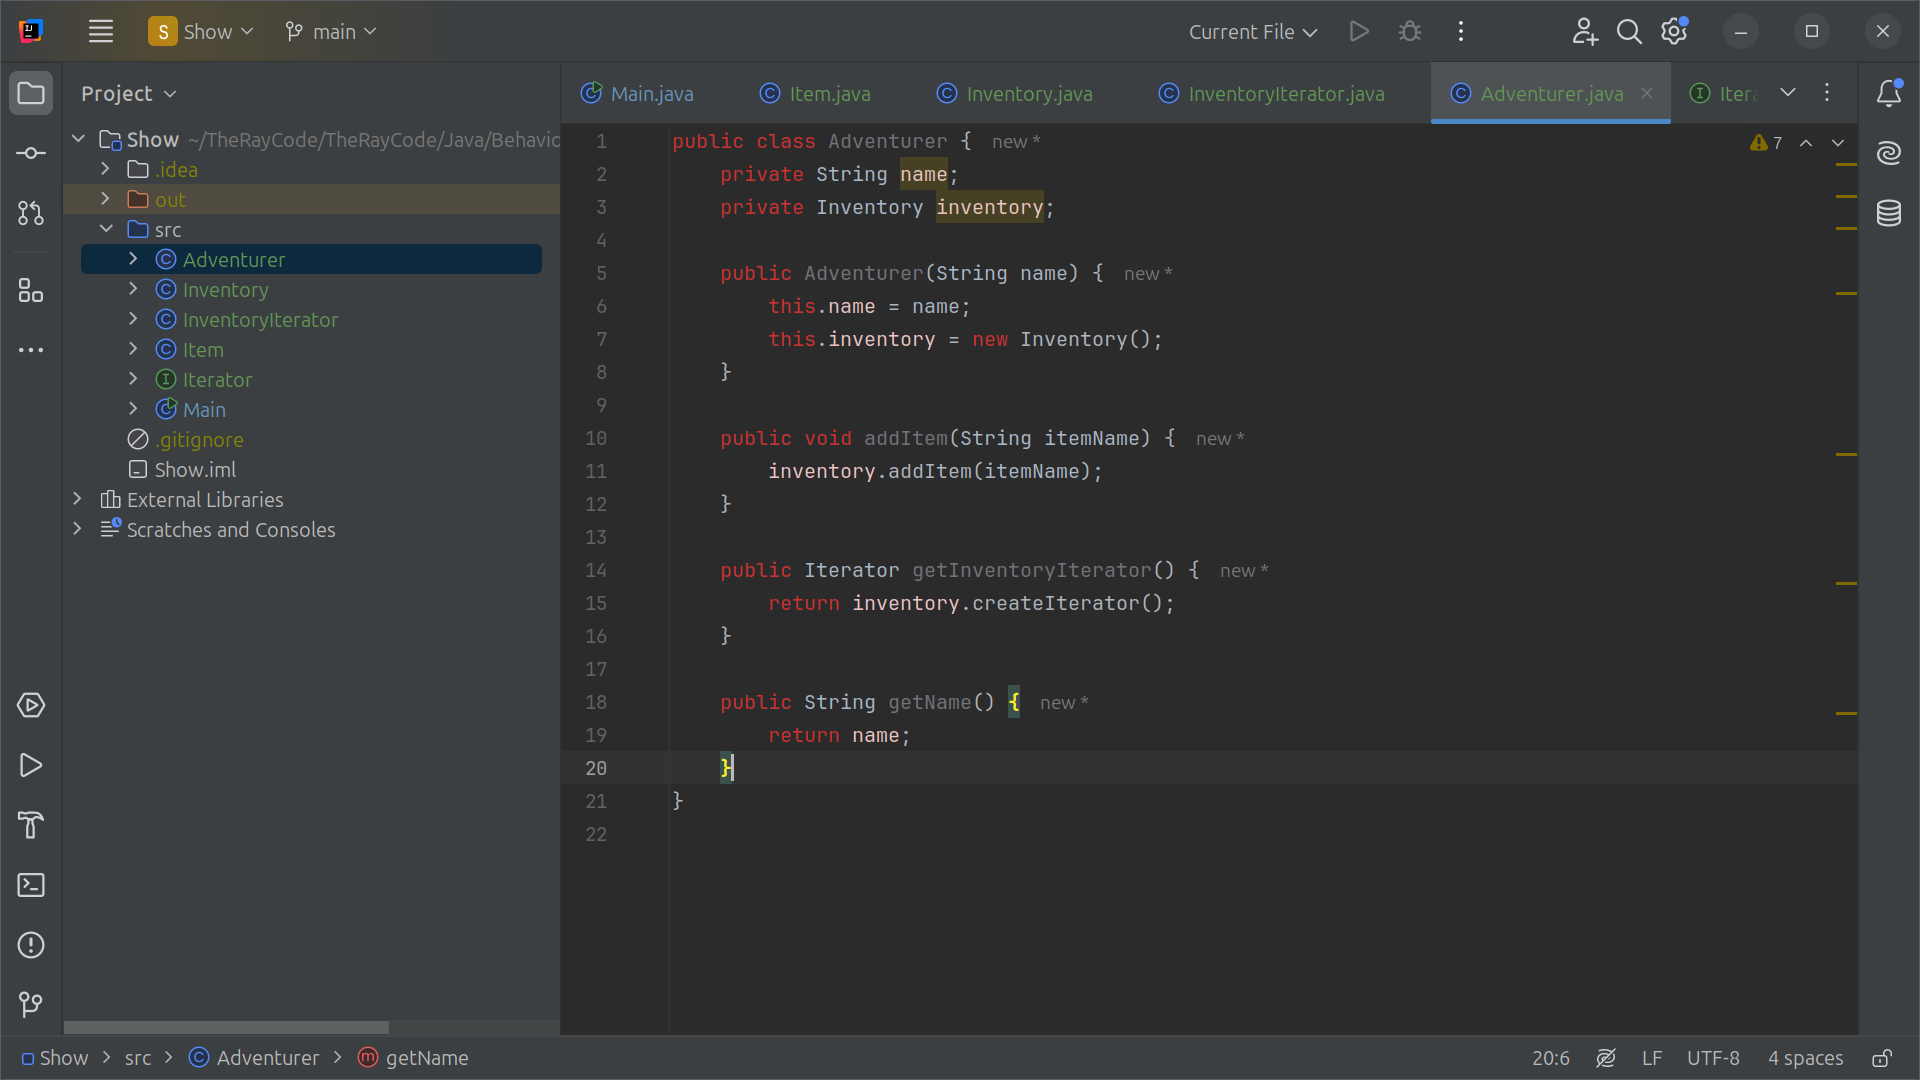 S Show main Current File
Project
Main.java Item.java Inventory.java InventoryIterator.java Adventurer.java Itera
Show ~/TheRayCode/TheRayCode/Java/Behavio
.idea
out
src
Adventurer
Inventory
InventoryIterator
Item
Iterator
Main
.gitignore
Show.iml
External Libraries
Scratches and Consoles
7
1 public class Adventurer { new *
2 private String name;
3 private Inventory inventory;
4
5 public Adventurer(String name) { new *
6 this.name = name;
7 this.inventory = new Inventory();
8 }
9
10 public void addItem(String itemName) { new *
11 inventory.addItem(itemName);
12 }
13
14 public Iterator getInventoryIterator() { new *
15 return inventory.createIterator();
16 }
17
18 public String getName() { new *
19 return name;
20 }
21 }
22
Show src Adventurer getName 20:6 LF UTF-8 4 spaces